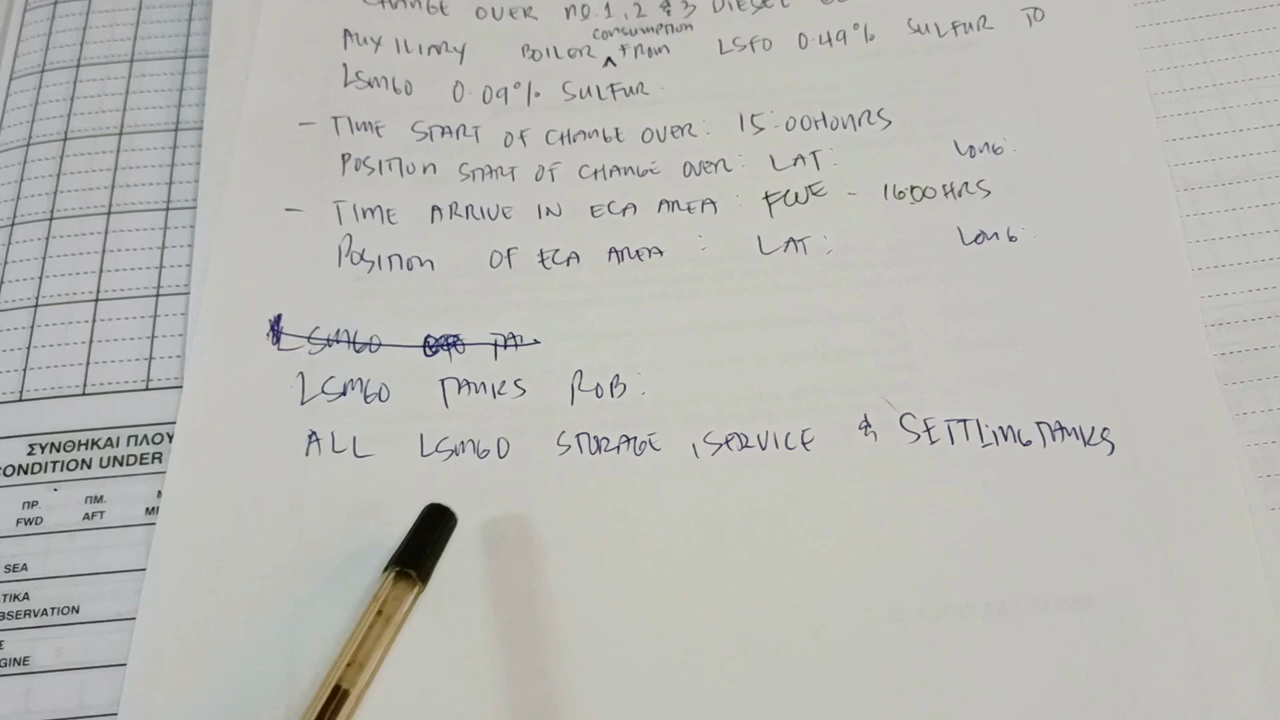 CHANGE OVER NO.1, 2 & 3 DIESEL
AUXILIARY BOILER consumption FROM LSFO 0.49% SULFUR TO
LSMGO 0.09% SULFUR.
- TIME START OF CHANGE OVER: 15:00HOURS
POSITION START OF CHANGE OVER: LAT: LONG:
- TIME ARRIVE IN ECA AREA: FWE - 1600HRS
POSITION OF ECA AREA : LAT: LONG:
LSMGO TANKS ROB:
ALL LSMGO STORAGE, SERVICE & SETTLING TANKS
ΣΥΝΘΗΚΑΙ ΠΛΟΥ
CONDITION UNDER
ΠΡ. ΠΜ.
FWD AFT
SEA